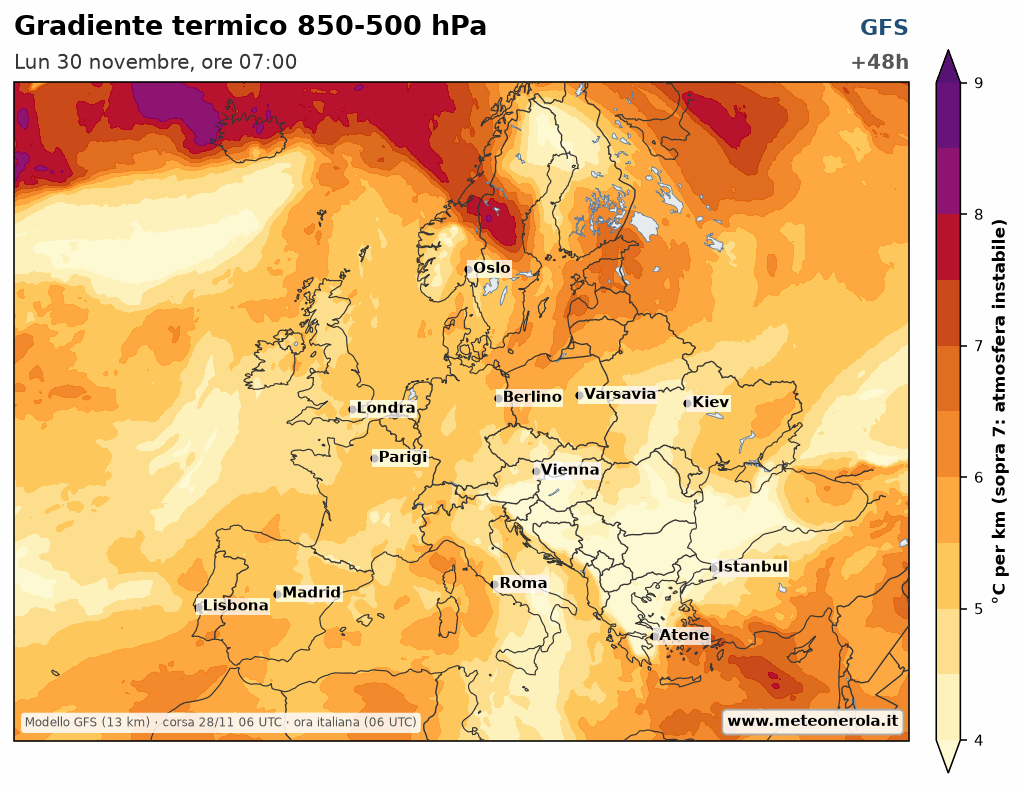 Gradiente termico 850-500 hPa
GFS
Lun 30 novembre, ore 07:00
+48h
9
8
7
6
5
4
°C per km (sopra 7: atmosfera instabile)
Oslo
Londra
Berlino
Varsavia
Kiev
Parigi
Vienna
Istanbul
Roma
Madrid
Lisbona
Atene
Modello GFS (13 km) · corsa 28/11 06 UTC · ora italiana (06 UTC)
www.meteonerola.it